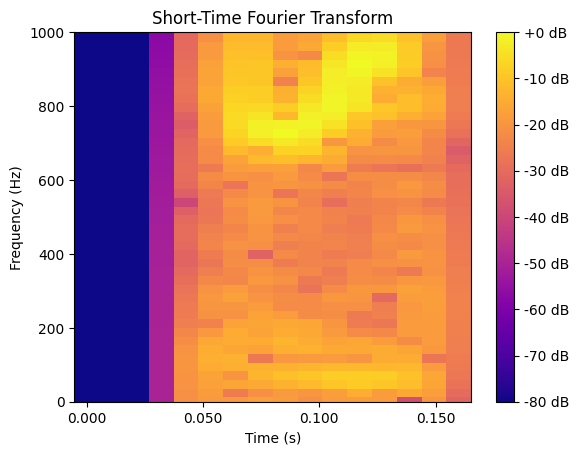 Short-Time Fourier Transform
1000
800
600
400
200
0
Frequency (Hz)
0.000
0.050
0.100
0.150
Time (s)
+0 dB
-10 dB
-20 dB
-30 dB
-40 dB
-50 dB
-60 dB
-70 dB
-80 dB